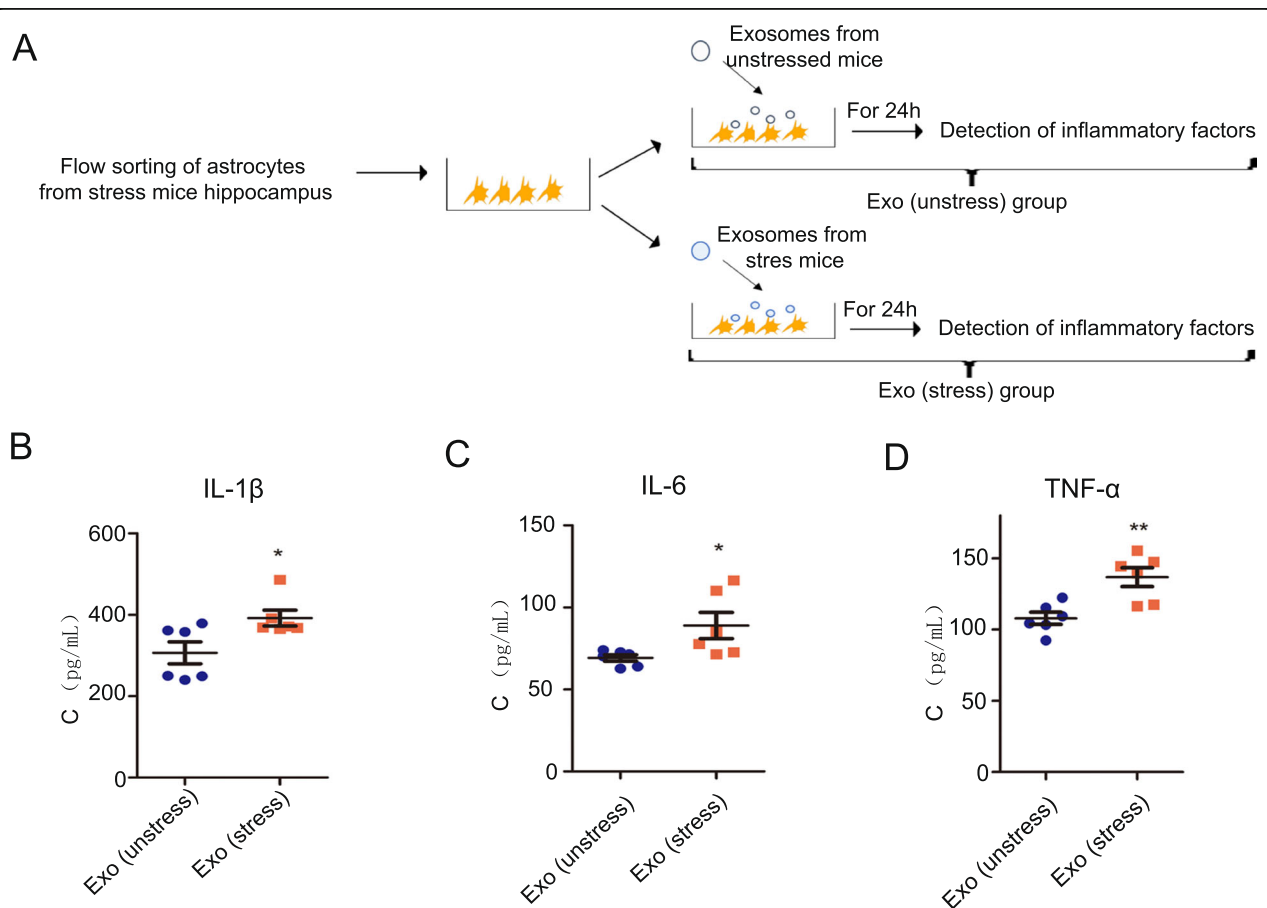 A
Exosomes from
unstressed mice
For 24h
Detection of inflammatory factors
Flow sorting of astrocytes
from stress mice hippocampus
Exo (unstress) group
Exosomes from
stres mice
For 24h
Detection of inflammatory factors
Exo (stress) group
B
IL-1β
600
400
200
0
C （pg/mL）
*
Exo (unstress)
Exo (stress)
C
IL-6
150
100
50
0
C （pg/mL）
*
Exo (unstress)
Exo (stress)
D
TNF-α
150
100
50
0
C （pg/mL）
**
Exo (unstress)
Exo (stress)